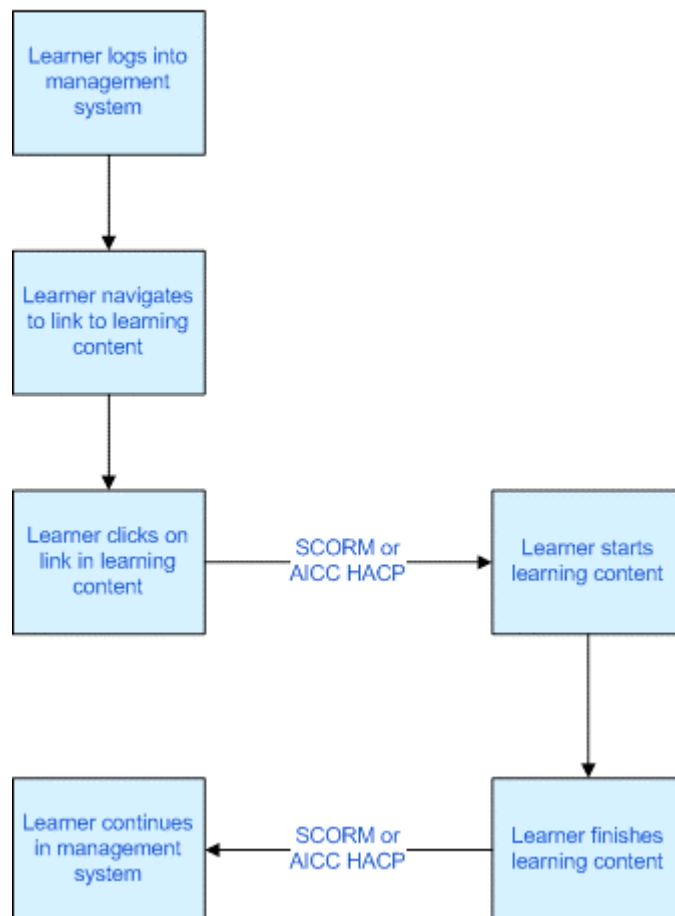 Learner logs into
management
system
Learner navigates
to link to learning
content
Learner clicks on
link in learning
content
SCORM or
AICC HACP
Learner starts
learning content
Learner continues
in management
system
SCORM or
AICC HACP
Learner finishes
learning content